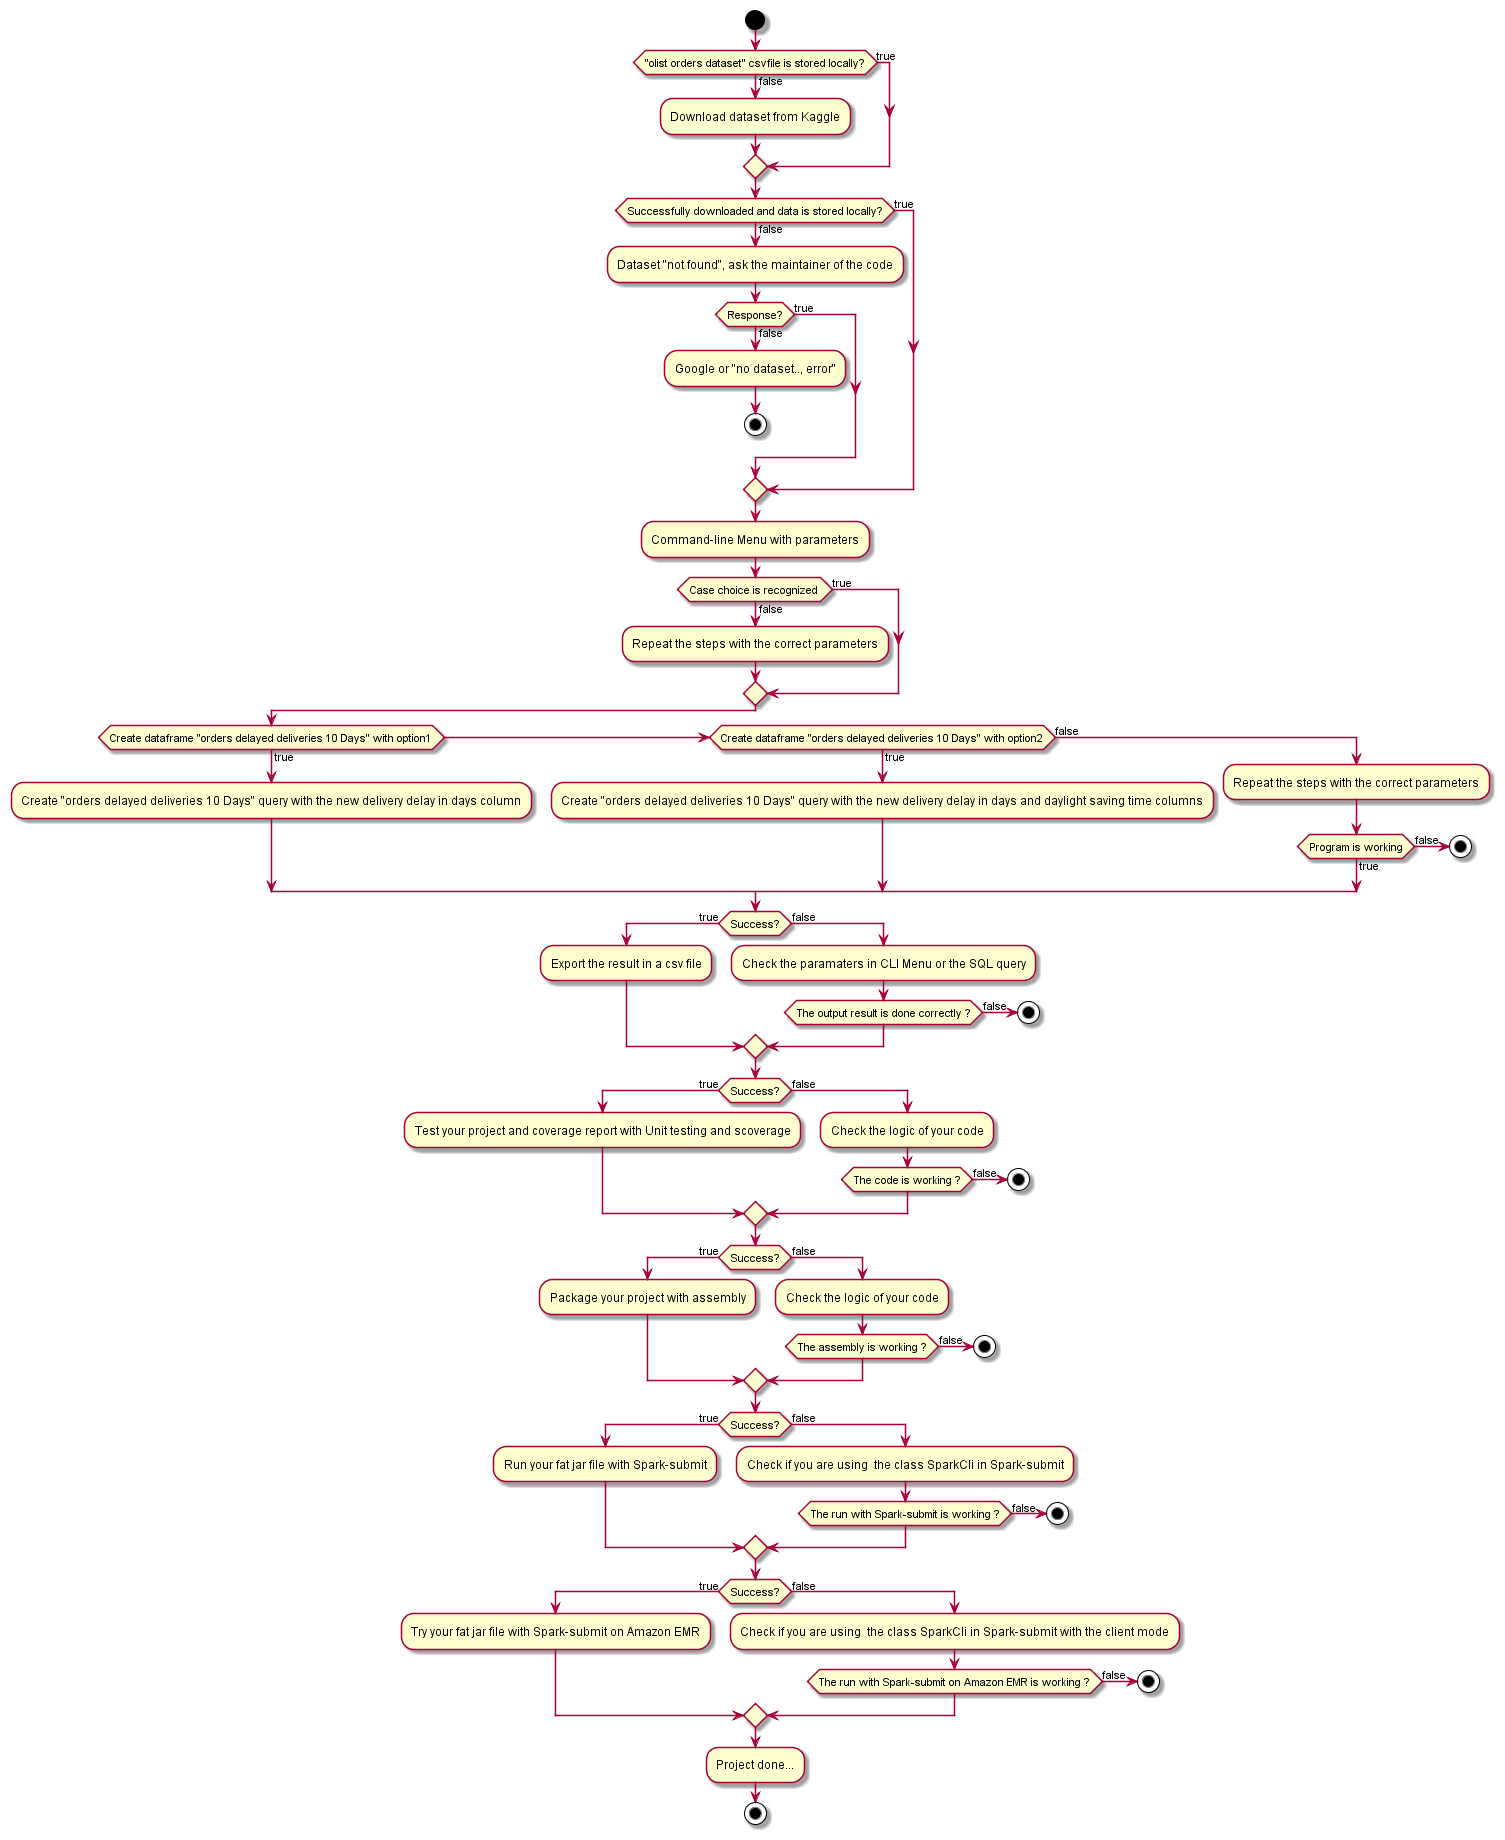 "olist orders dataset" csvfile is stored locally?
true
false
Download dataset from Kaggle
Successfully downloaded and data is stored locally?
true
false
Dataset "not found", ask the maintainer of the code
Response?
true
false
Google or "no dataset.., error"
Command-line Menu with parameters
Case choice is recognized
true
false
Repeat the steps with the correct parameters
Create dataframe "orders delayed deliveries 10 Days" with option1
true
Create "orders delayed deliveries 10 Days" query with the new delivery delay in days column
Create dataframe "orders delayed deliveries 10 Days" with option2
false
true
Create "orders delayed deliveries 10 Days" query with the new delivery delay in days and daylight saving time columns
Repeat the steps with the correct parameters
Program is working
false
true
true
Success?
false
Export the result in a csv file
Check the paramaters in CLI Menu or the SQL query
The output result is done correctly ?
false
true
Success?
false
Test your project and coverage report with Unit testing and scoverage
Check the logic of your code
The code is working ?
false
true
Success?
false
Package your project with assembly
Check the logic of your code
The assembly is working ?
false
true
Success?
false
Run your fat jar file with Spark-submit
Check if you are using  the class SparkCli in Spark-submit
The run with Spark-submit is working ?
false
true
Success?
false
Try your fat jar file with Spark-submit on Amazon EMR
Check if you are using  the class SparkCli in Spark-submit with the client mode
The run with Spark-submit on Amazon EMR is working ?
false
Project done...